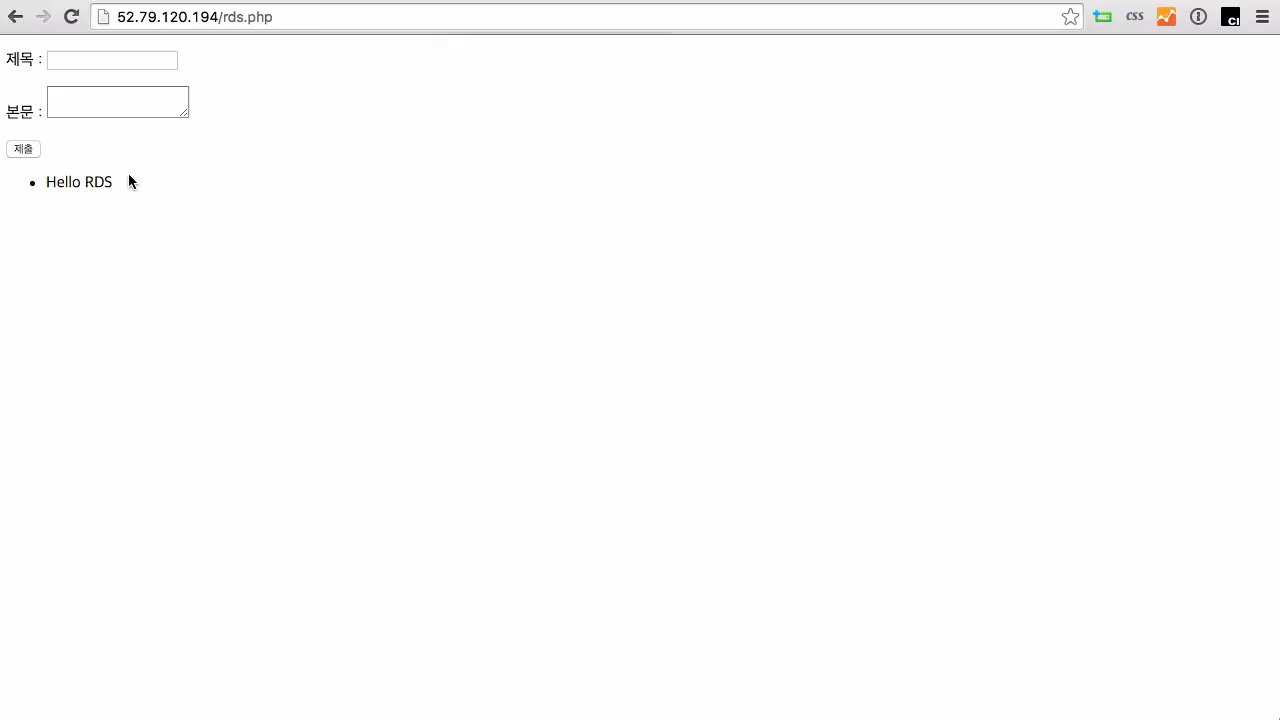 52.79.120.194/rds.php
CSS
제목 :
본문 :
제출
Hello RDS